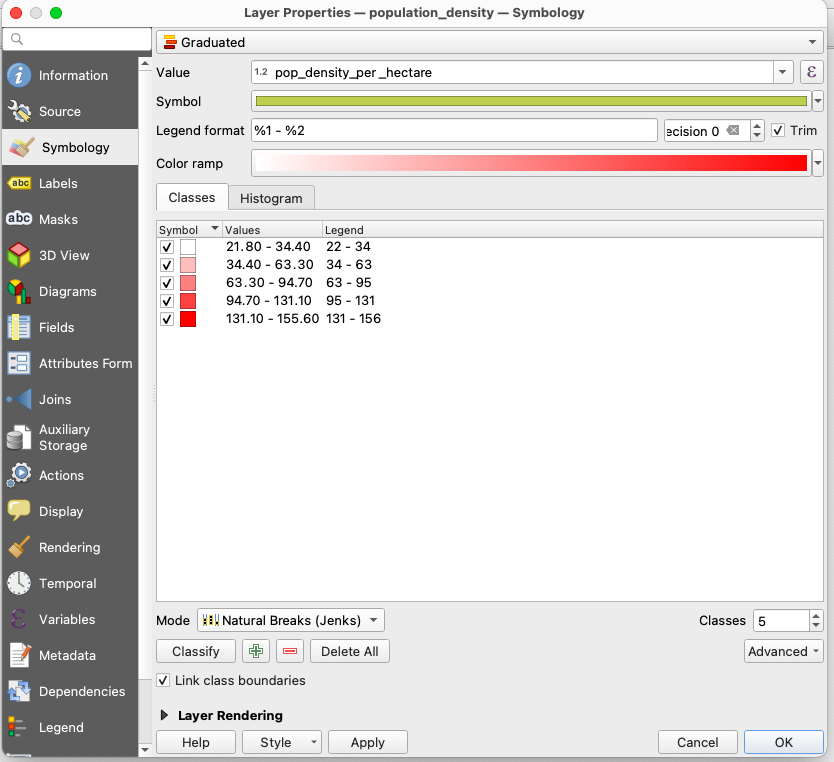 Layer Properties — population_density — Symbology
Information
Source
Symbology
abc Labels
abc Masks
3D View
Diagrams
Fields
Attributes Form
Joins
Auxiliary
Storage
Actions
Display
Rendering
Temporal
Variables
Metadata
Dependencies
Legend
Graduated
Value 1.2 pop_density_per_hectare ε
Symbol
Legend format %1 - %2 ecision 0 Trim
Color ramp
Classes Histogram
Symbol Values Legend
21.80 - 34.40 22 - 34
34.40 - 63.30 34 - 63
63.30 - 94.70 63 - 95
94.70 - 131.10 95 - 131
131.10 - 155.60 131 - 156
Mode Natural Breaks (Jenks) Classes 5
Classify Delete All Advanced
Link class boundaries
Layer Rendering
Help Style Apply Cancel OK